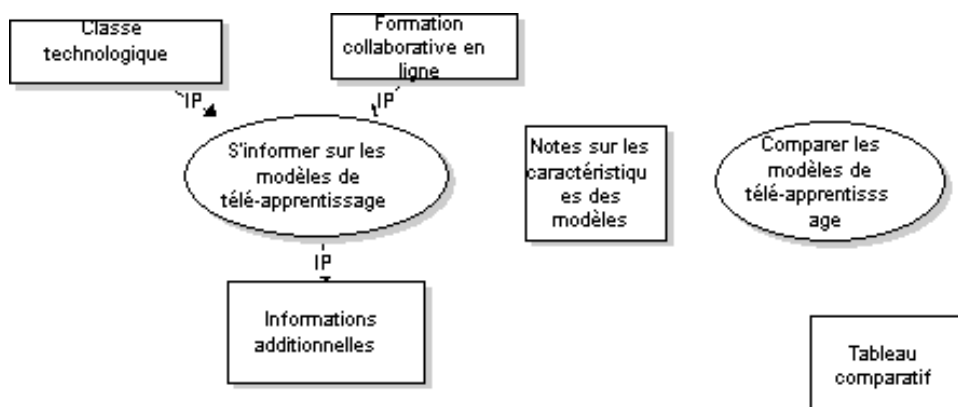 Classe
technologique
Formation
collaborative en
ligne
IP
IP
S'informer sur les
modèles de
télé-apprentissage
Notes sur les
caractéristiqu
es des
modèles
Comparer les
modèles de
télé-apprentisss
age
IP
Informations
additionnelles
Tableau
comparatif